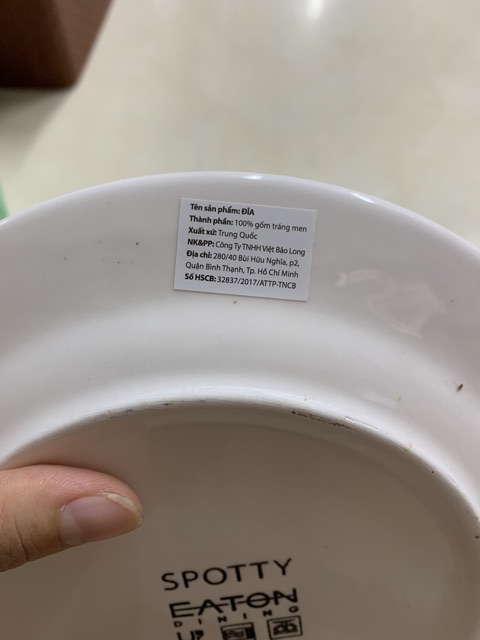 Tên sản phẩm: ĐĨA
Thành phần: 100% gốm tráng men
Xuất xứ: Trung Quốc
NK&PP: Công Ty TNHH Việt Bảo Long
Địa chỉ: 280/40 Bùi Hữu Nghĩa, p2,
Quận Bình Thạnh, Tp. Hồ Chí Minh
Số HSCB: 32837/2017/ATTP-TNCB
SPOTTY
EATON
DINING